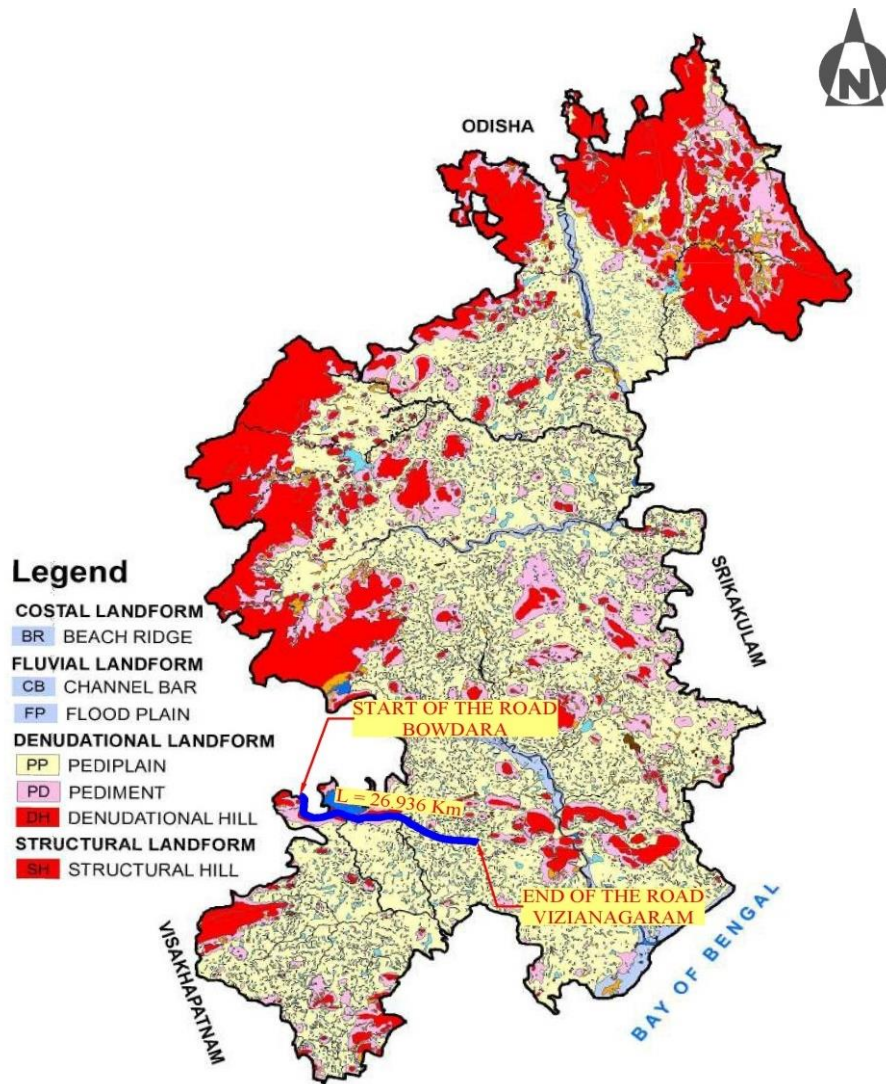 N
ODISHA
SRIKAKULAM
Legend
COSTAL LANDFORM
BR BEACH RIDGE
FLUVIAL LANDFORM
CB CHANNEL BAR
FP FLOOD PLAIN
DENUDATIONAL LANDFORM
PP PEDIPLAIN
PD PEDIMENT
DH DENUDATIONAL HILL
STRUCTURAL LANDFORM
SH STRUCTURAL HILL
START OF THE ROAD
BOWDARA
L = 26.936 Km
END OF THE ROAD
VIZIANAGARAM
VISAKHAPATNAM
BAY OF BENGAL